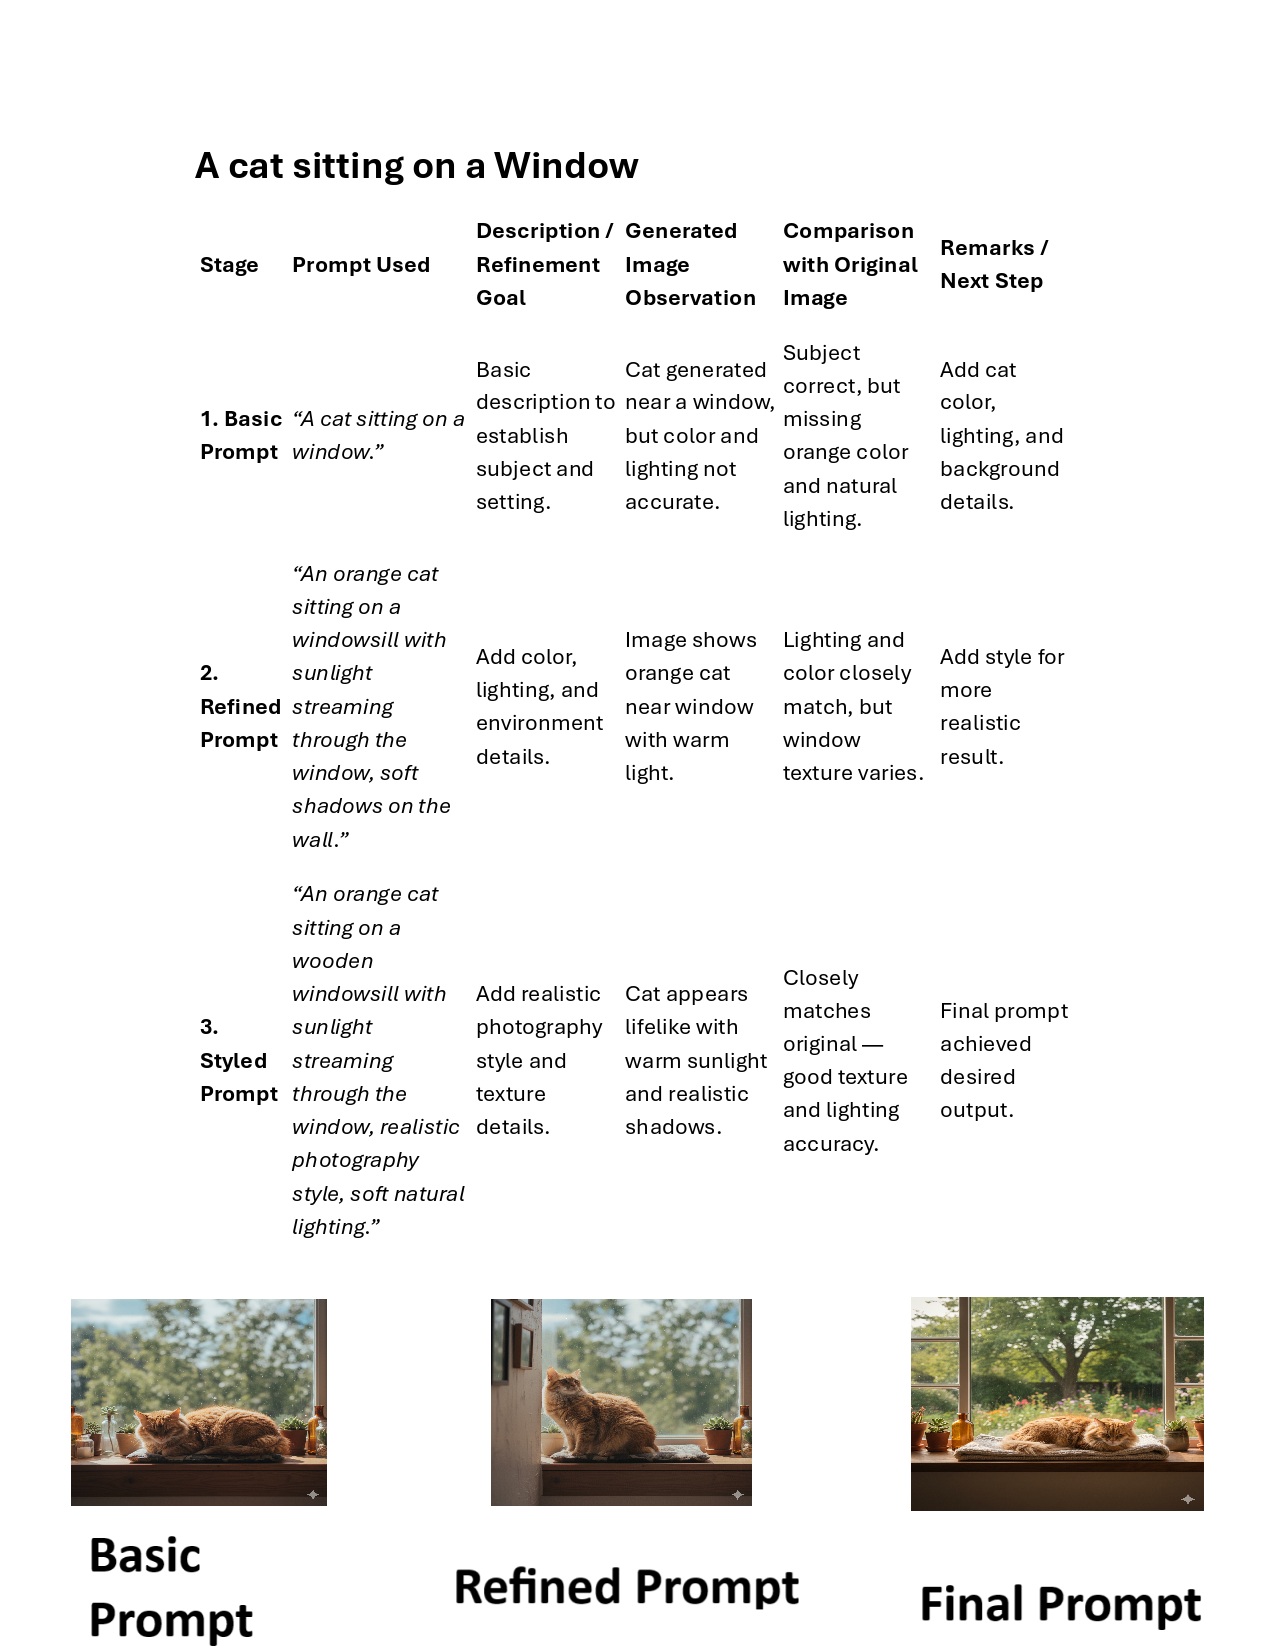 A cat sitting on a Window
Stage
Prompt Used
Description /
Refinement
Goal
Generated
Image
Observation
Comparison
with Original
Image
Remarks /
Next Step
1. Basic
Prompt
“A cat sitting on a
window.”
Basic
description to
establish
subject and
setting.
Cat generated
near a window,
but color and
lighting not
accurate.
Subject
correct, but
missing
orange color
and natural
lighting.
Add cat
color,
lighting, and
background
details.
2.
Refined
Prompt
“An orange cat
sitting on a
windowsill with
sunlight
streaming
through the
window, soft
shadows on the
wall.”
Add color,
lighting, and
environment
details.
Image shows
orange cat
near window
with warm
light.
Lighting and
color closely
match, but
window
texture varies.
Add style for
more
realistic
result.
3.
Styled
Prompt
“An orange cat
sitting on a
wooden
windowsill with
sunlight
streaming
through the
window, realistic
photography
style, soft natural
lighting.”
Add realistic
photography
style and
texture
details.
Cat appears
lifelike with
warm sunlight
and realistic
shadows.
Closely
matches
original —
good texture
and lighting
accuracy.
Final prompt
achieved
desired
output.
Basic
Prompt
Refined Prompt
Final Prompt